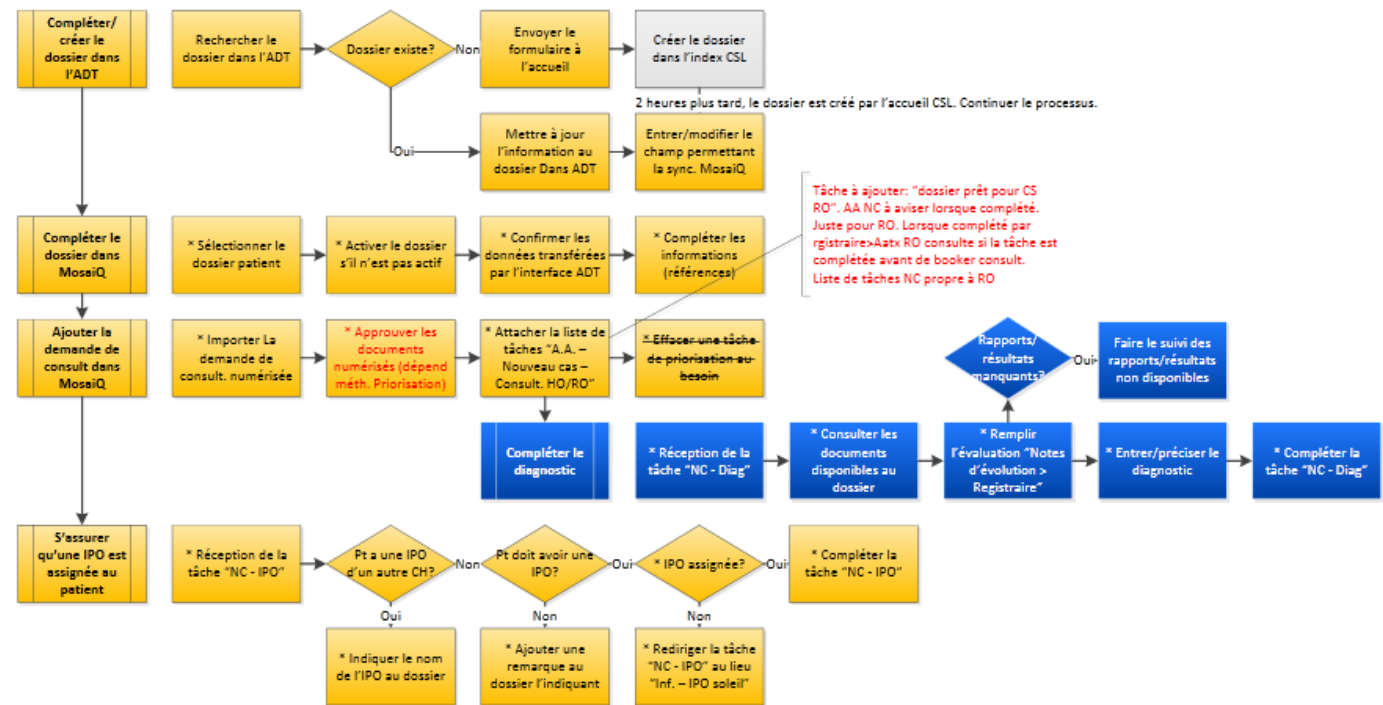 Compléter/
créer le
dossier dans
l'ADT
Rechercher le
dossier dans l'ADT
Dossier existe?
Non
Envoyer le
formulaire à
l'accueil
Créer le dossier
dans l'index CSL
2 heures plus tard, le dossier est créé par l'accueil CSL. Continuer le processus.
Oui
Mettre à jour
l'information au
dossier Dans ADT
Entrer/modifier le
champ permettant
la sync. MosaiQ
Tâche à ajouter: "dossier prêt pour CS
RO". AA NC à aviser lorsque complété.
Juste pour RO. Lorsque complété par
rgistraire>Aatx RO consulte si la tâche est
complétée avant de booker consult.
Liste de tâches NC propre à RO
Compléter le
dossier dans
MosaiQ
* Sélectionner le
dossier patient
* Activer le dossier
s'il n'est pas actif
* Confirmer les
données transférées
par l'interface ADT
* Compléter les
informations
(références)
Ajouter la
demande de
consult dans
MosaiQ
* Importer La
demande de
consult. numérisée
* Approuver les
documents
numérisés (dépend
méth. Priorisation)
* Attacher la liste de
tâches "A.A. –
Nouveau cas –
Consult. HO/RO"
* Effacer une tâche
de priorisation au
besoin
Rapports/
résultats
manquants?
Oui
Faire le suivi des
rapports/résultats
non disponibles
Compléter le
diagnostic
* Réception de la
tâche "NC - Diag"
* Consulter les
documents
disponibles au
dossier
* Remplir
l'évaluation "Notes
d'évolution >
Registraire"
* Entrer/préciser le
diagnostic
* Compléter la
tâche "NC - Diag"
S'assurer
qu'une IPO est
assignée au
patient
* Réception de la
tâche "NC - IPO"
Pt a une IPO
d'un autre CH?
Non
Pt doit avoir une
IPO?
Oui
* IPO assignée?
Oui
* Compléter la
tâche "NC - IPO"
Oui
Non
Non
* Indiquer le nom
de l'IPO au dossier
* Ajouter une
remarque au
dossier l'indiquant
* Rediriger la tâche
"NC - IPO" au lieu
"Inf. – IPO soleil"